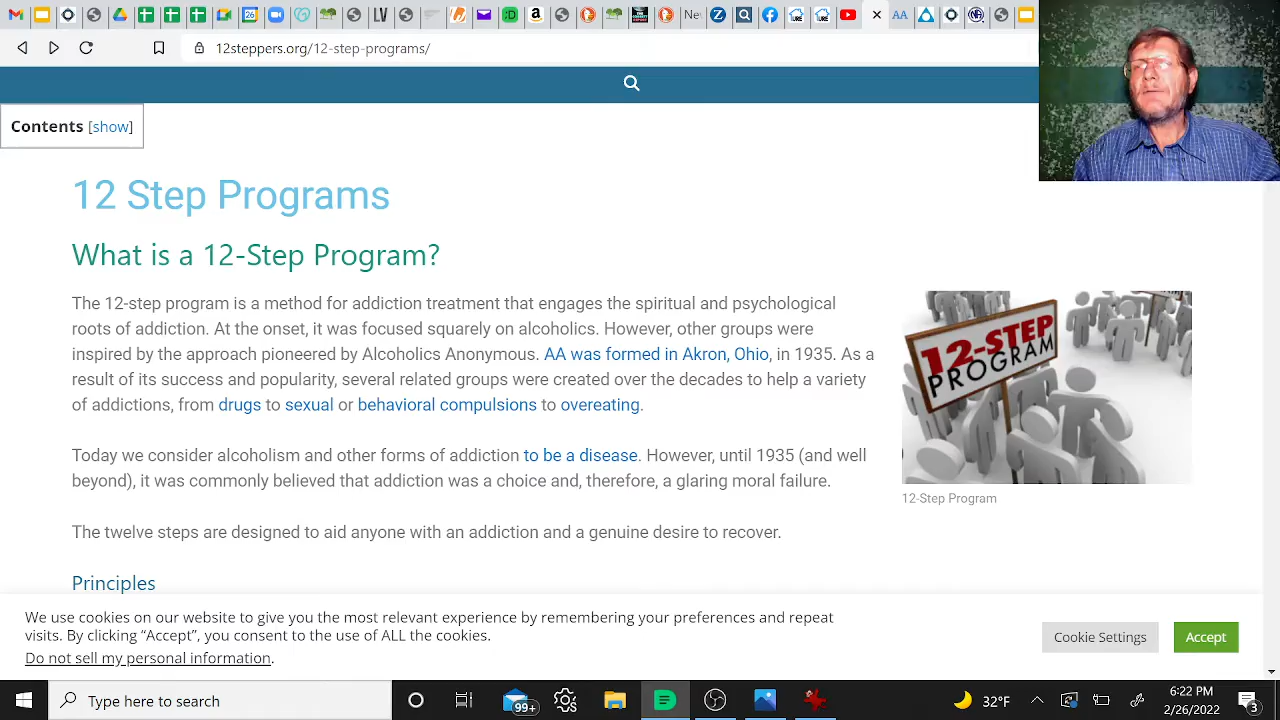 26
LV
AA
Ne
12steppers.org/12-step-programs/
Contents [show]
12 Step Programs
What is a 12-Step Program?
The 12-step program is a method for addiction treatment that engages the spiritual and psychological
roots of addiction. At the onset, it was focused squarely on alcoholics. However, other groups were
inspired by the approach pioneered by Alcoholics Anonymous. AA was formed in Akron, Ohio, in 1935. As a
result of its success and popularity, several related groups were created over the decades to help a variety
of addictions, from drugs to sexual or behavioral compulsions to overeating.
12-STEP
PROGRAM
12-Step Program
Today we consider alcoholism and other forms of addiction to be a disease. However, until 1935 (and well
beyond), it was commonly believed that addiction was a choice and, therefore, a glaring moral failure.
The twelve steps are designed to aid anyone with an addiction and a genuine desire to recover.
Principles
We use cookies on our website to give you the most relevant experience by remembering your preferences and repeat
visits. By clicking “Accept”, you consent to the use of ALL the cookies.
Do not sell my personal information.
Cookie Settings
Accept
Type here to search
99+
32°F
6:22 PM
2/26/2022
3